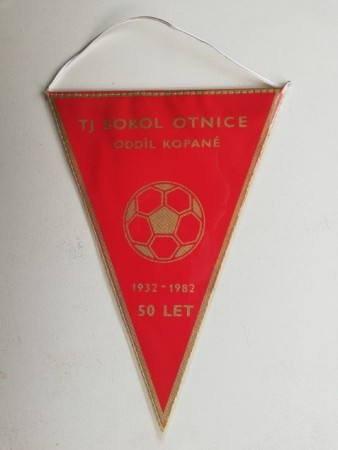 TJ SOKOL OTNICE
ODDÍL KOPANÉ
1932-1982
50 LET